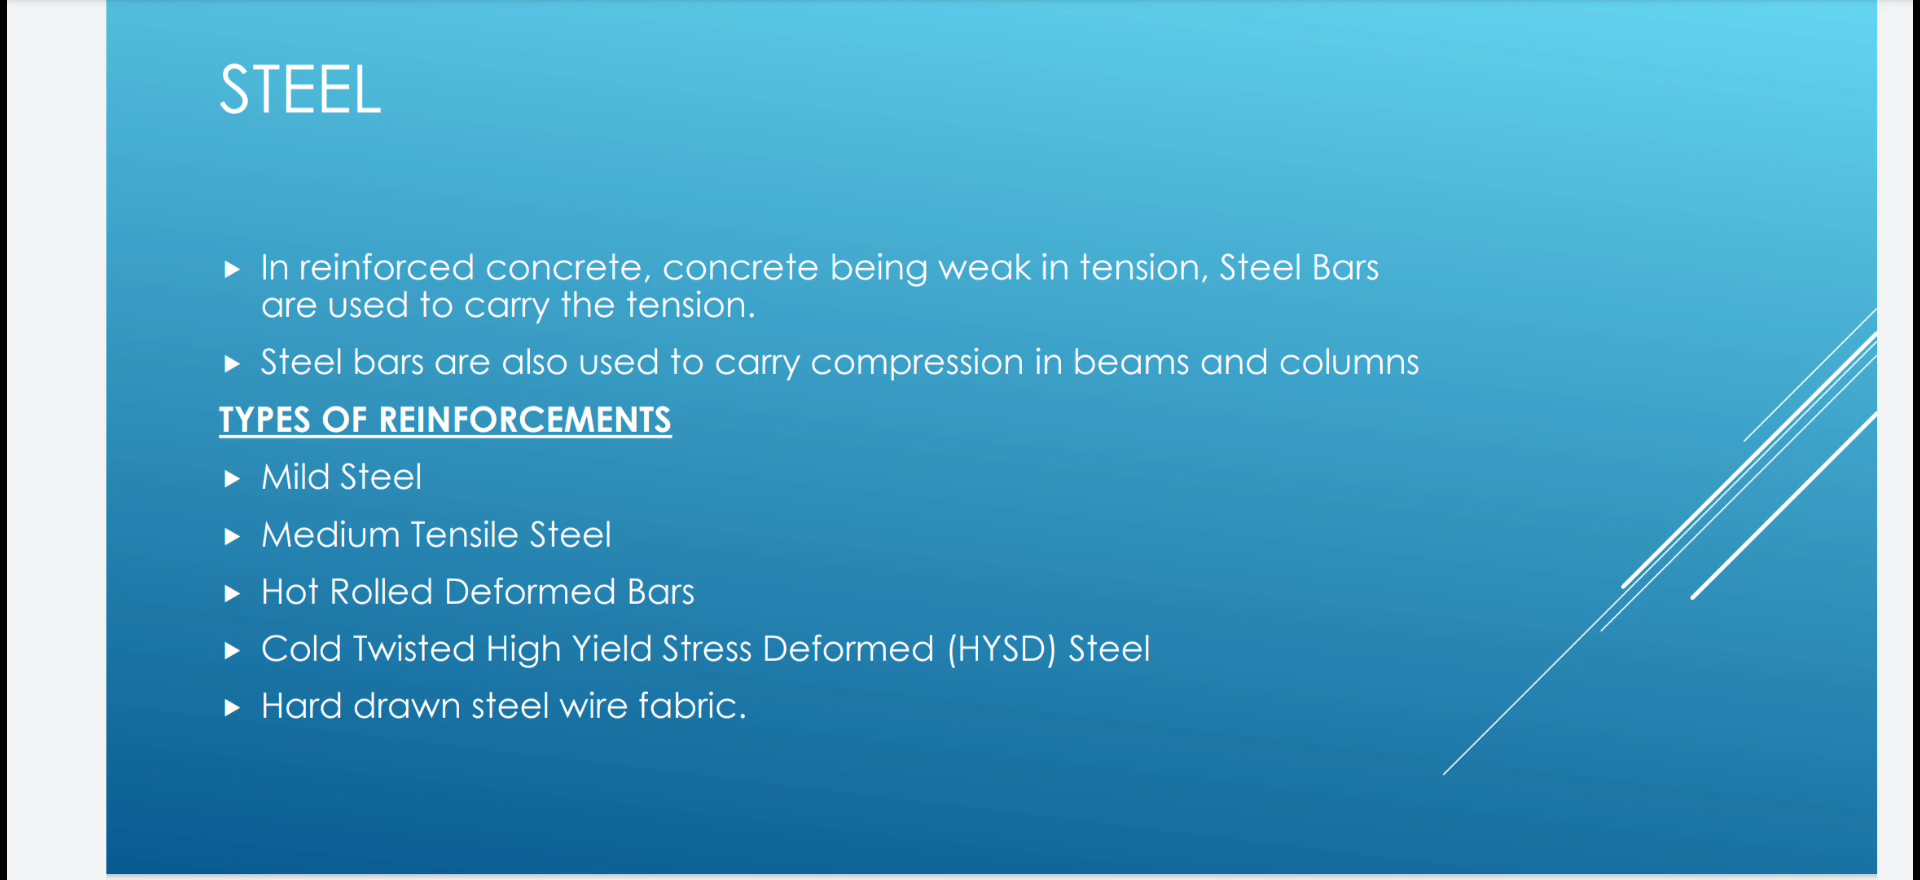 STEEL
In reinforced concrete, concrete being weak in tension, Steel Bars
are used to carry the tension.
Steel bars are also used to carry compression in beams and columns
TYPES OF REINFORCEMENTS
Mild Steel
Medium Tensile Steel
Hot Rolled Deformed Bars
Cold Twisted High Yield Stress Deformed (HYSD) Steel
Hard drawn steel wire fabric.